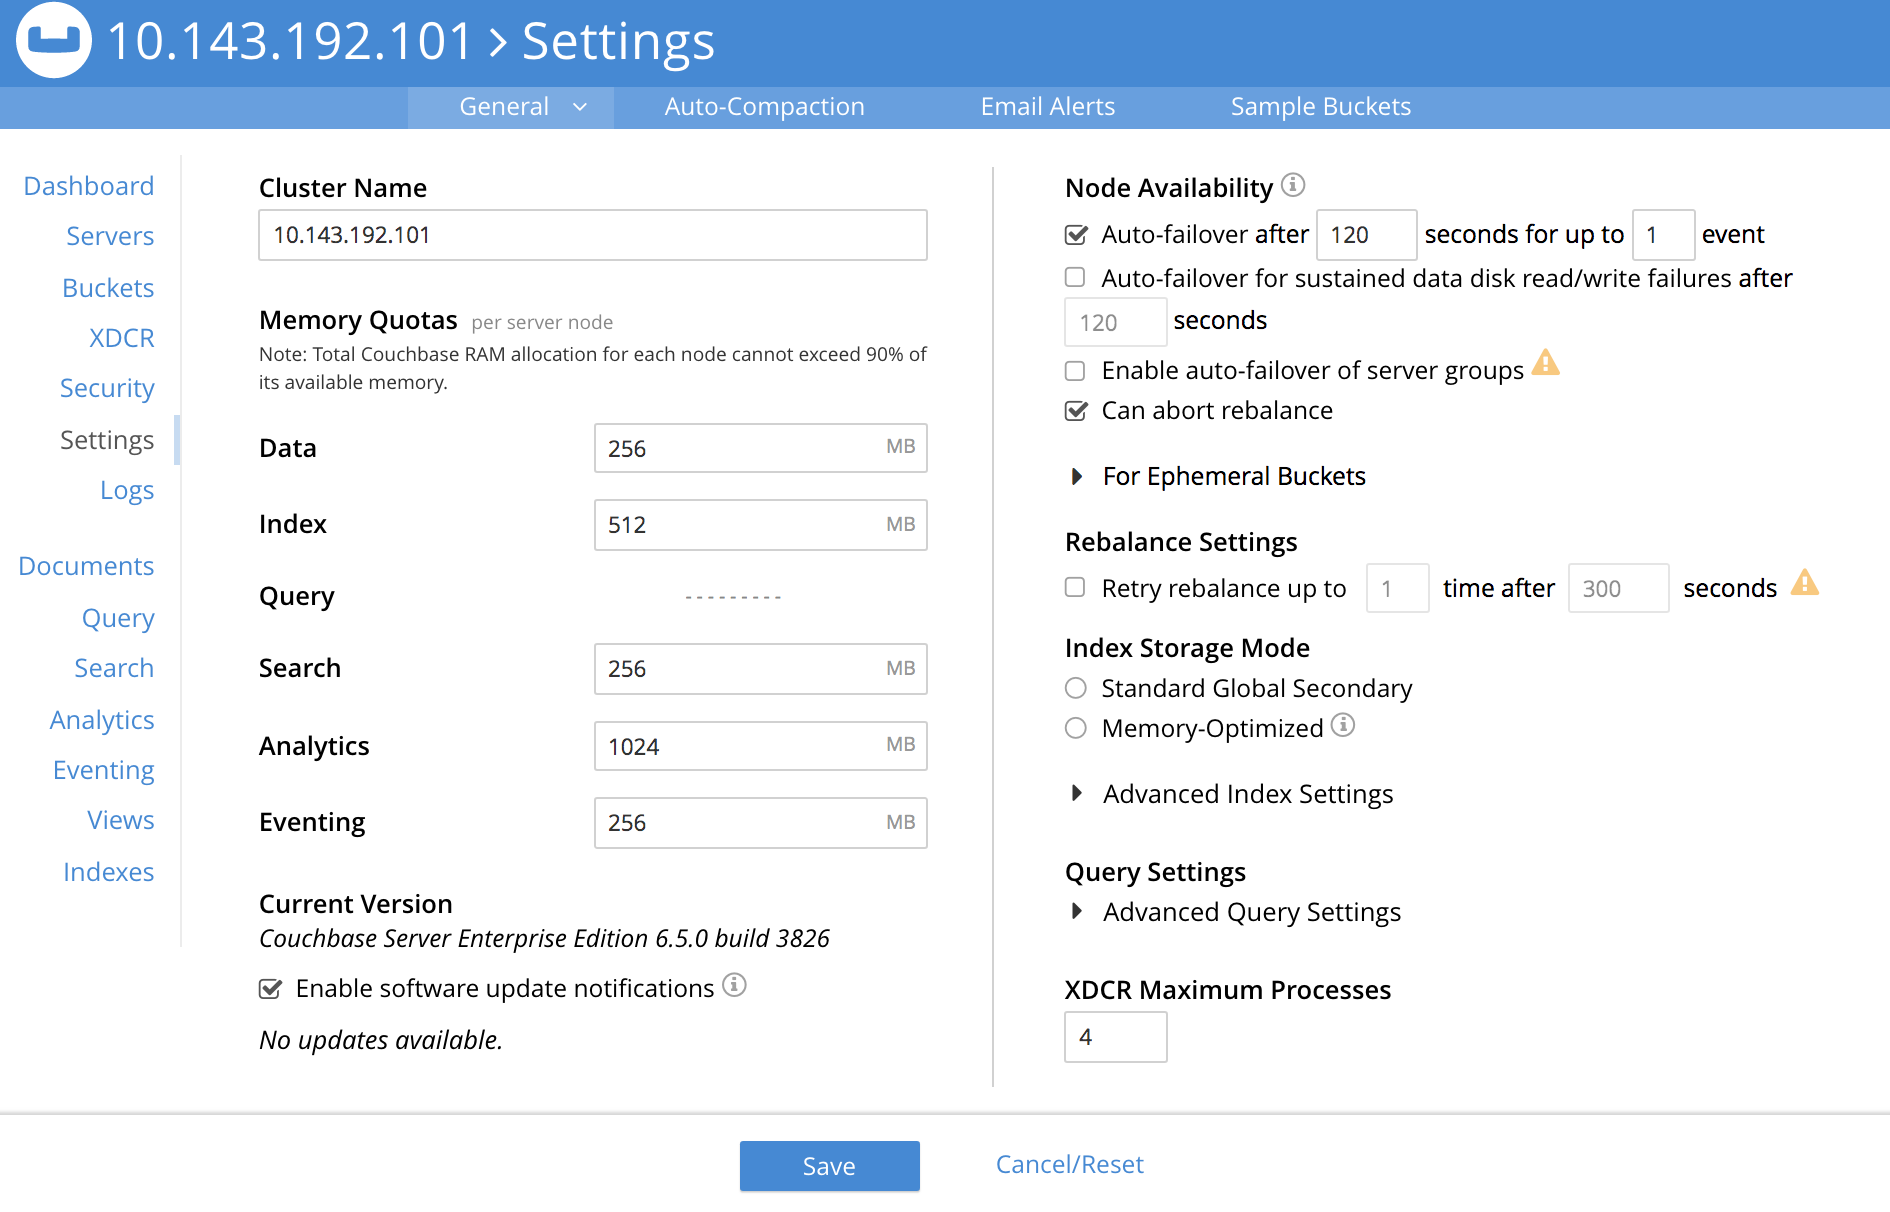 10.143.192.101 > Settings
General Auto-Compaction Email Alerts Sample Buckets
Dashboard
Servers
Buckets
XDCR
Security
Settings
Logs
Documents
Query
Search
Analytics
Eventing
Views
Indexes
Cluster Name
10.143.192.101
Memory Quotas per server node
Note: Total Couchbase RAM allocation for each node cannot exceed 90% of
its available memory.
Data 256 MB
Index 512 MB
Query ---------
Search 256 MB
Analytics 1024 MB
Eventing 256 MB
Current Version
Couchbase Server Enterprise Edition 6.5.0 build 3826
Enable software update notifications
No updates available.
Node Availability
Auto-failover after 120 seconds for up to 1 event
Auto-failover for sustained data disk read/write failures after
120 seconds
Enable auto-failover of server groups
Can abort rebalance
For Ephemeral Buckets
Rebalance Settings
Retry rebalance up to 1 time after 300 seconds
Index Storage Mode
Standard Global Secondary
Memory-Optimized
Advanced Index Settings
Query Settings
Advanced Query Settings
XDCR Maximum Processes
4
Save Cancel/Reset